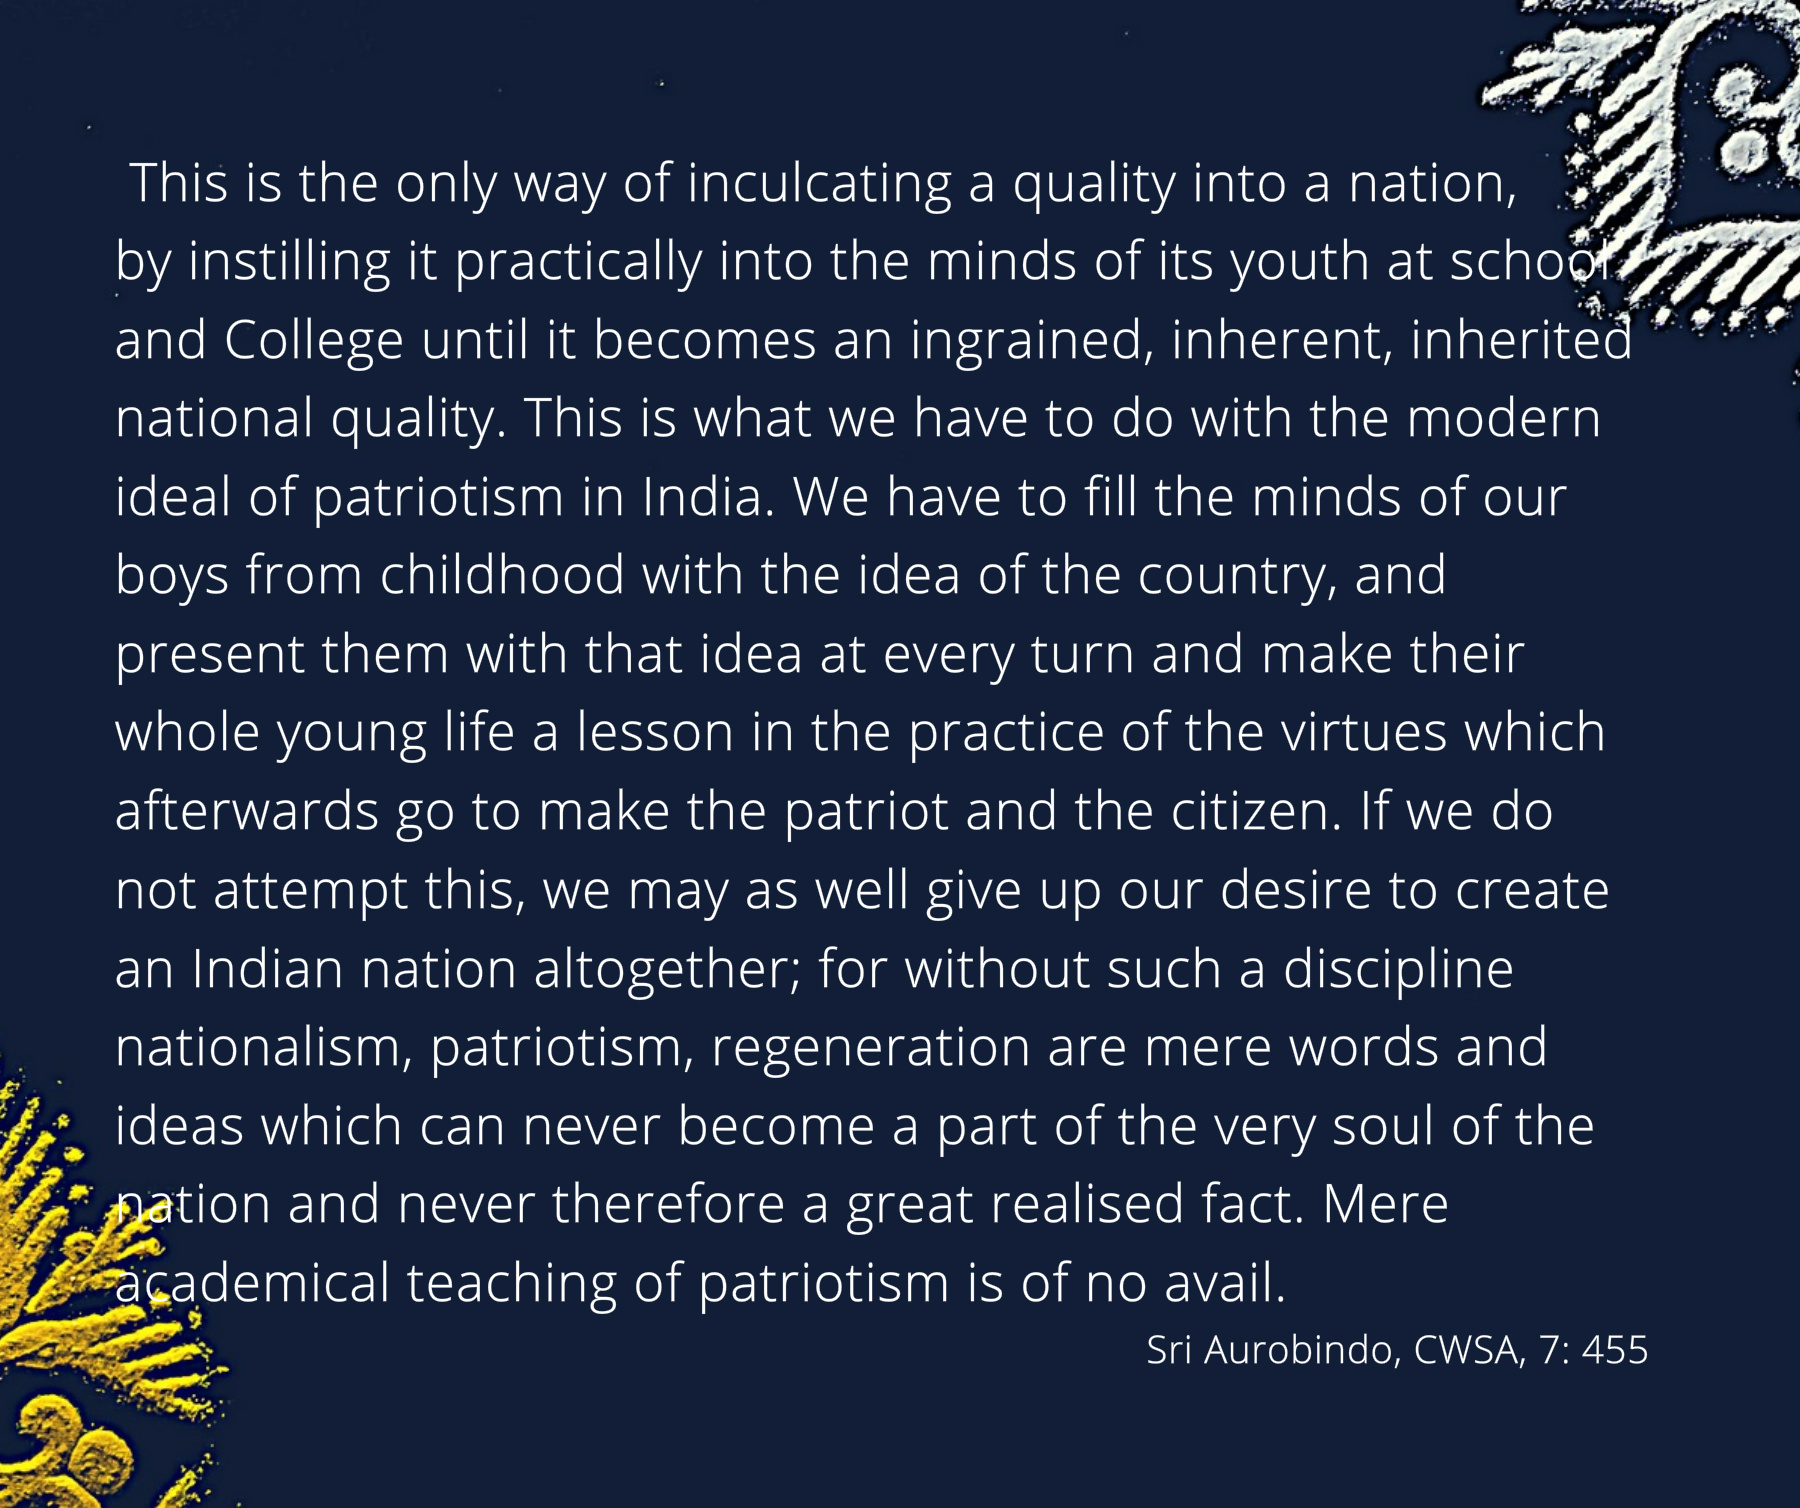 This is the only way of inculcating a quality into a nation,
by instilling it practically into the minds of its youth at school
and College until it becomes an ingrained, inherent, inherited
national quality. This is what we have to do with the modern
ideal of patriotism in India. We have to fill the minds of our
boys from childhood with the idea of the country, and
present them with that idea at every turn and make their
whole young life a lesson in the practice of the virtues which
afterwards go to make the patriot and the citizen. If we do
not attempt this, we may as well give up our desire to create
an Indian nation altogether; for without such a discipline
nationalism, patriotism, regeneration are mere words and
ideas which can never become a part of the very soul of the
nation and never therefore a great realised fact. Mere
academical teaching of patriotism is of no avail.
Sri Aurobindo, CWSA, 7: 455